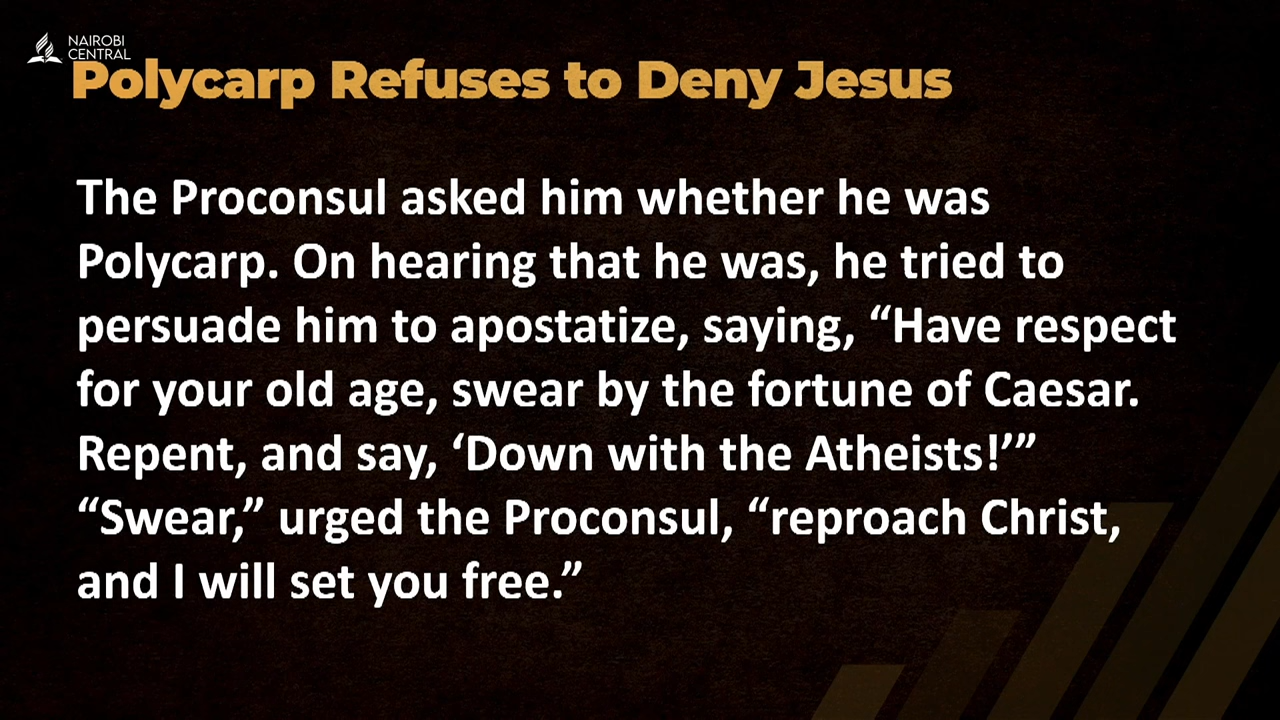 NAIROBI
CENTRAL
Polycarp Refuses to Deny Jesus
The Proconsul asked him whether he was
Polycarp. On hearing that he was, he tried to
persuade him to apostatize, saying, “Have respect
for your old age, swear by the fortune of Caesar.
Repent, and say, ‘Down with the Atheists!’”
“Swear,” urged the Proconsul, “reproach Christ,
and I will set you free.”